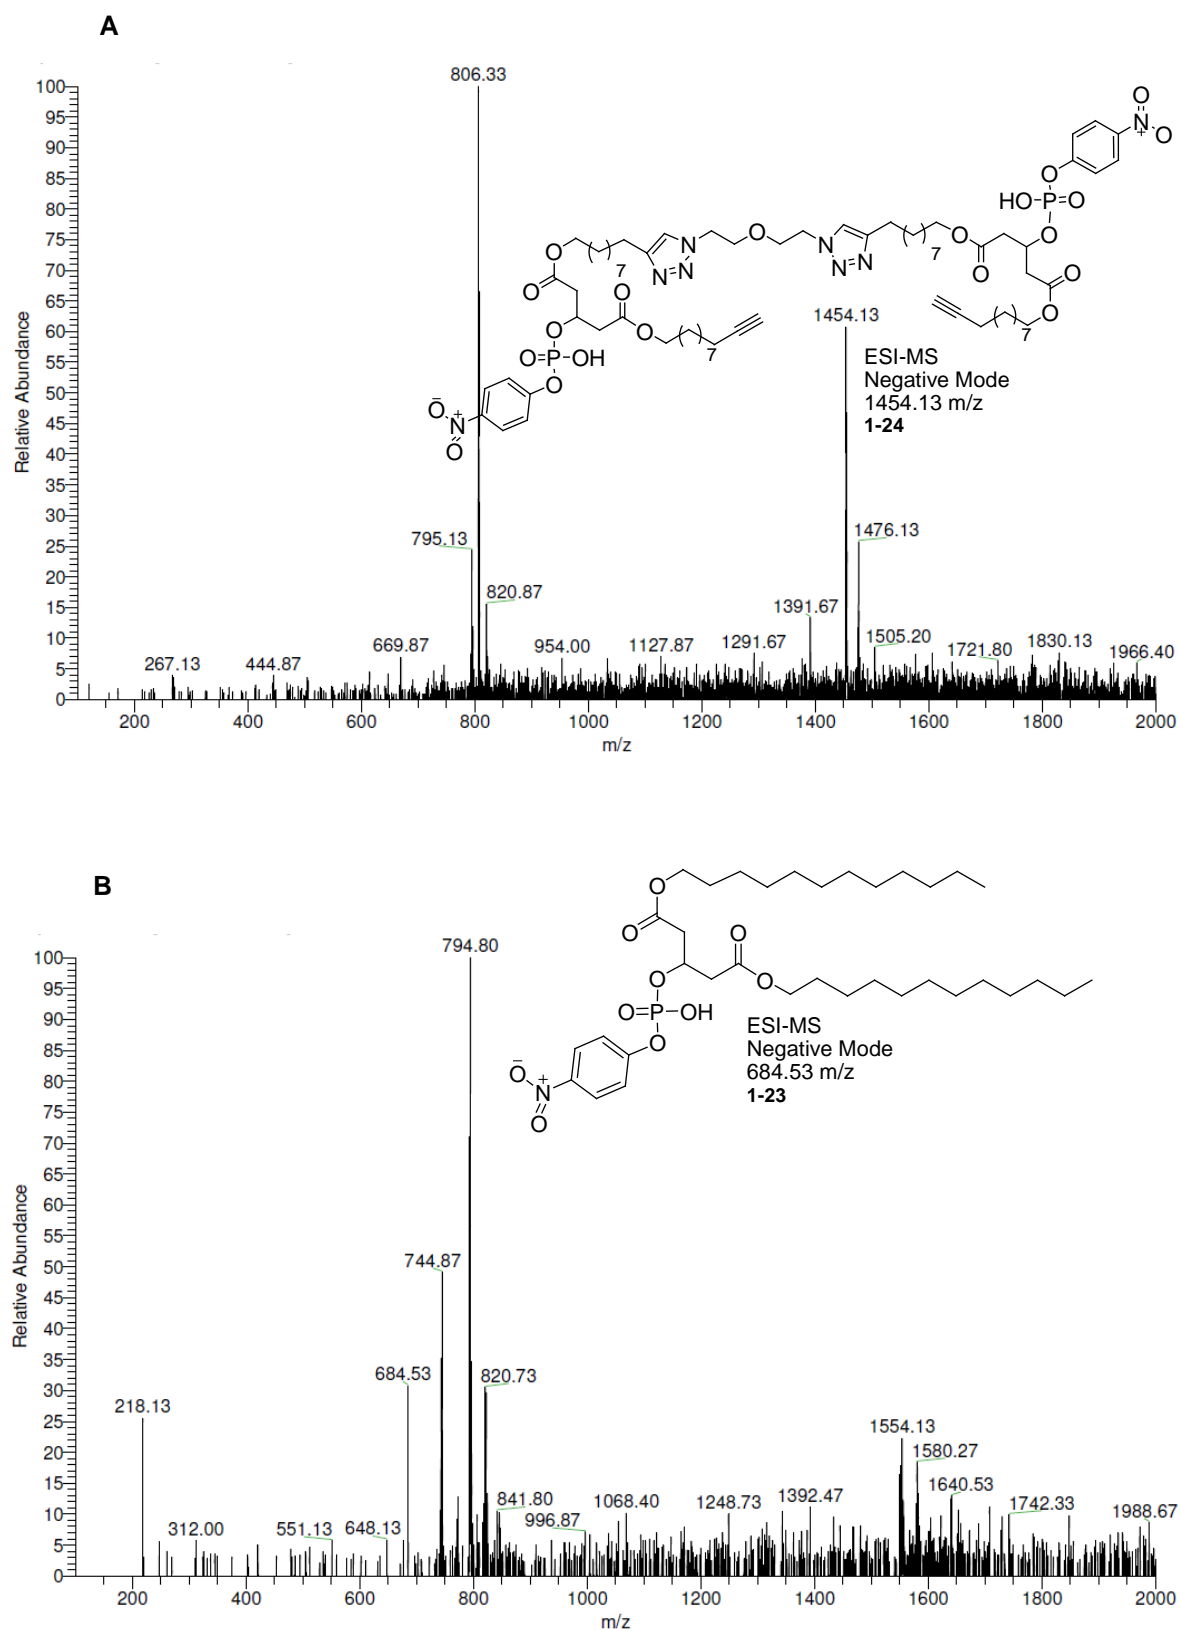 A
806.33
1454.13
1476.13
795.13
820.87
1391.67
669.87
267.13
444.87
954.00
1127.87
1291.67
1505.20
1721.80
1830.13
1966.40
100
95
90
85
80
75
70
65
60
55
50
45
40
35
30
25
20
15
10
5
0
Relative Abundance
200 400 600 800 1000 1200 1400 1600 1800 2000
m/z
O
N+
O
O
HO-P=O
O
O
O
O
O
O
7
7
N
N=N
O
N
N=N
7
O
O
O
O
O
7
O=P-OH
O
O−
N+
O
ESI-MS
Negative Mode
1454.13 m/z
1-24
B
794.80
744.87
684.53
820.73
218.13
312.00
551.13
648.13
841.80
996.87
1068.40
1248.73
1392.47
1554.13
1580.27
1640.53
1742.33
1988.67
100
95
90
85
80
75
70
65
60
55
50
45
40
35
30
25
20
15
10
5
0
Relative Abundance
200 400 600 800 1000 1200 1400 1600 1800 2000
m/z
O
O
O
O
O
O=P-OH
O
O−
N+
O
ESI-MS
Negative Mode
684.53 m/z
1-23